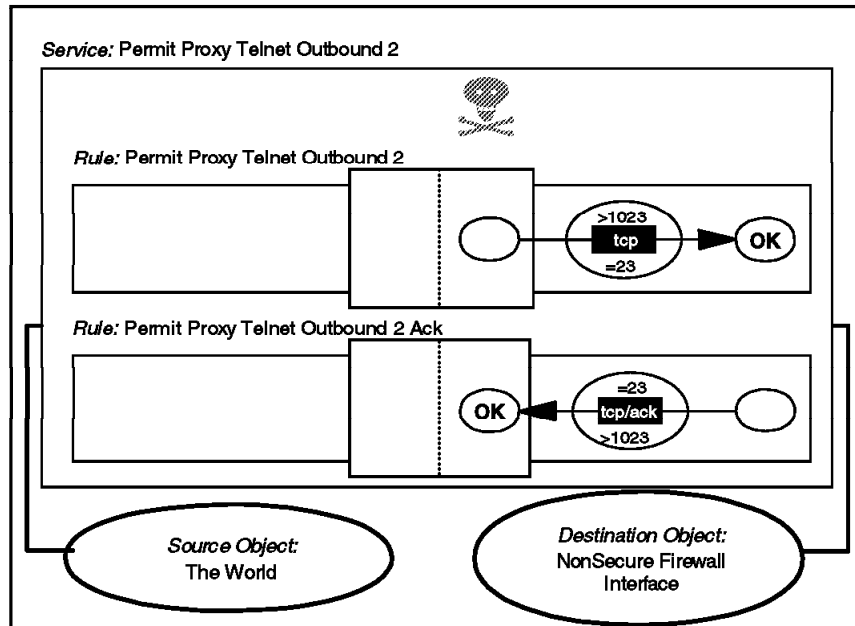 Service: Permit Proxy Telnet Outbound 2
Rule: Permit Proxy Telnet Outbound 2
>1023
tcp
=23
OK
Rule: Permit Proxy Telnet Outbound 2 Ack
OK
=23
tcp/ack
>1023
Source Object:
The World
Destination Object:
NonSecure Firewall
Interface